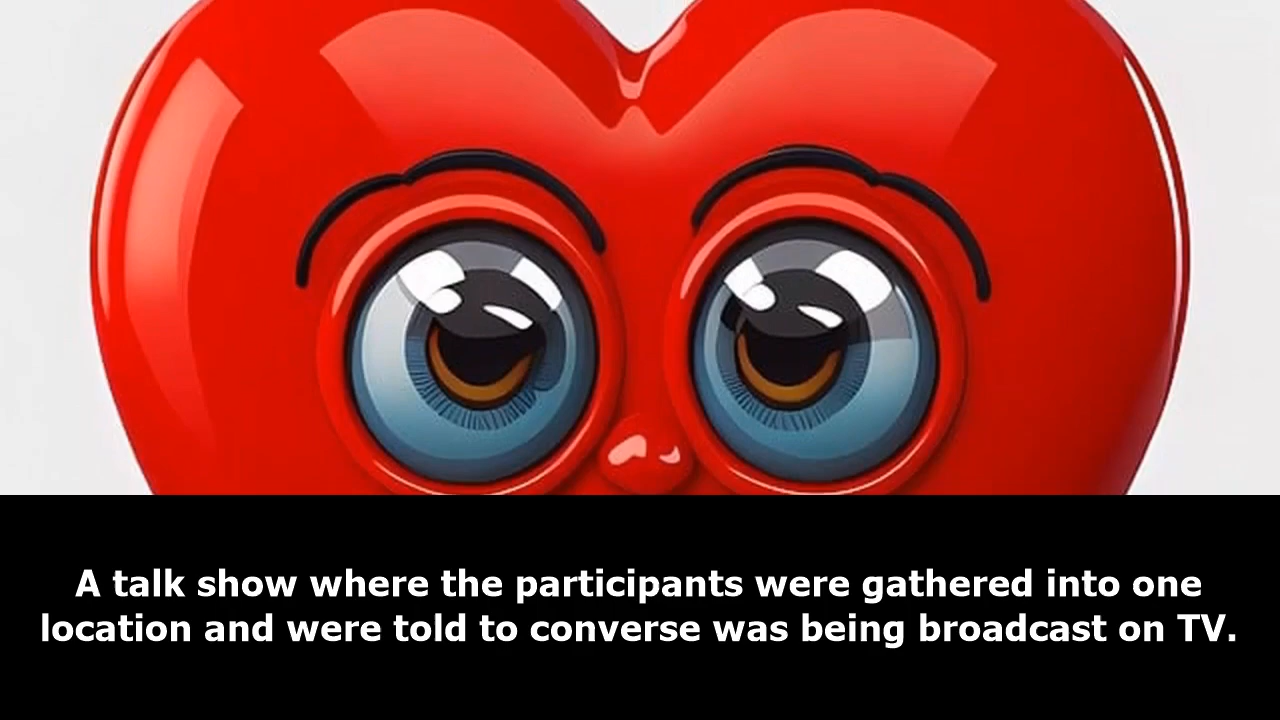 A talk show where the participants were gathered into one
location and were told to converse was being broadcast on TV.